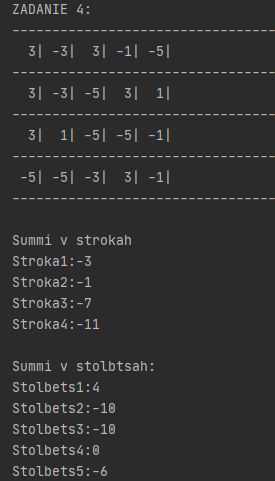 ZADANIE 4:
---------------------------------
  3| -3|  3| -1| -5|
---------------------------------
  3| -3| -5|  3|  1|
---------------------------------
  3|  1| -5| -5| -1|
---------------------------------
 -5| -5| -3|  3| -1|
---------------------------------
Summi v strokah
Stroka1:-3
Stroka2:-1
Stroka3:-7
Stroka4:-11
Summi v stolbtsah:
Stolbets1:4
Stolbets2:-10
Stolbets3:-10
Stolbets4:0
Stolbets5:-6